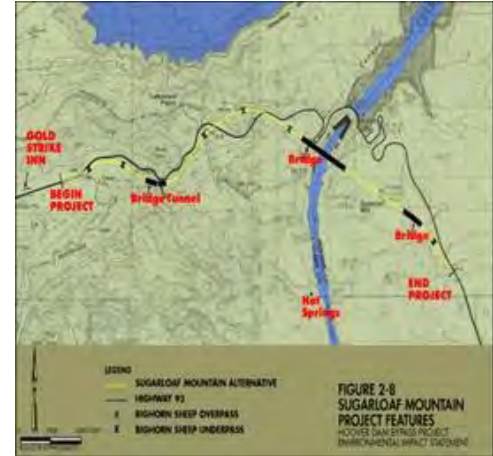 GOLD
STRIKE
INN
BEGIN
PROJECT
Bridge Tunnel
Bridge
Bridge
Hot
Springs
END
PROJECT
LEGEND
SUGARLOAF MOUNTAIN ALTERNATIVE
HIGHWAY 93
BIGHORN SHEEP OVERPASS
X BIGHORN SHEEP UNDERPASS
FIGURE 2-8
SUGARLOAF MOUNTAIN
PROJECT FEATURES
HOOVER DAM BYPASS PROJECT
ENVIRONMENTAL IMPACT STATEMENT